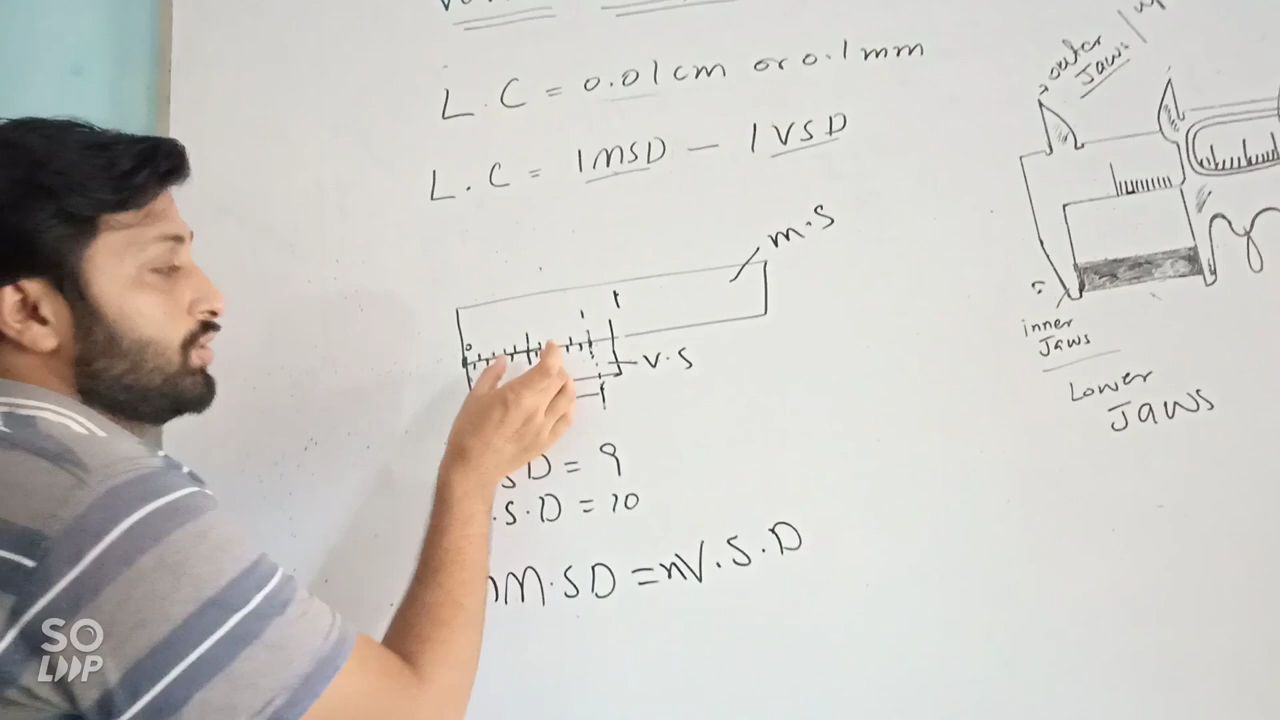 L.C = 0.01cm or 0.1mm
L.C = 1MSD - 1VSD
M.S
V.S
SD = 9
.S.D = 10
M.SD = nV.S.D
outer
Jaws
inner
Jaws
Lower
Jaws
SO
LOOP